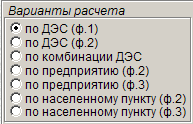 Варианты расчета
по ДЭС (ф.1)
по ДЭС (ф.2)
по комбинации ДЭС
по предприятию (ф.2)
по предприятию (ф.3)
по населенному пункту (ф.2)
по населенному пункту (ф.3)